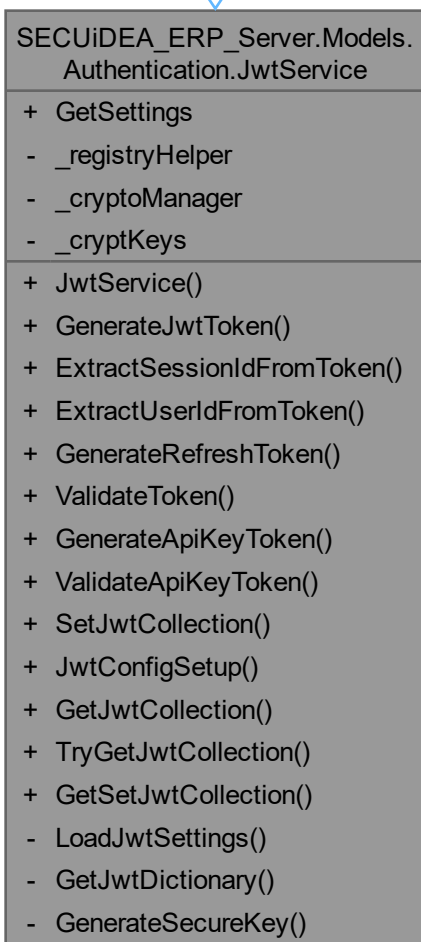 SECUiDEA_ERP_Server.Models.
Authentication.JwtService
+ GetSettings
- _registryHelper
- _cryptoManager
- _cryptKeys
+ JwtService()
+ GenerateJwtToken()
+ ExtractSessionIdFromToken()
+ ExtractUserIdFromToken()
+ GenerateRefreshToken()
+ ValidateToken()
+ GenerateApiKeyToken()
+ ValidateApiKeyToken()
+ SetJwtCollection()
+ JwtConfigSetup()
+ GetJwtCollection()
+ TryGetJwtCollection()
+ GetSetJwtCollection()
- LoadJwtSettings()
- GetJwtDictionary()
- GenerateSecureKey()